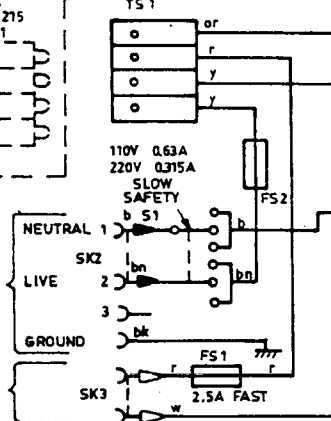 215
1
TS1
or
r
y
y
110V 0.63A
220V 0.315A
SLOW
SAFETY
FS2
NEUTRAL 1 b S1 b
SK2
LIVE 2 bn bn
3
GROUND bk
FS1
r r
SK3 2.5A FAST
w